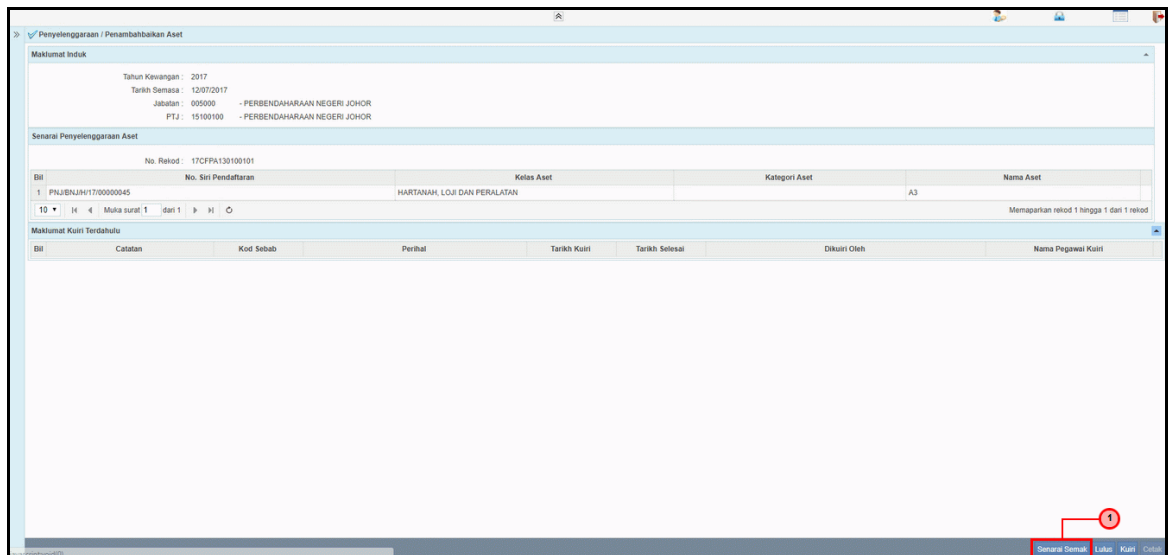 Penyelenggaraan / Penambahbaikan Aset
Maklumat Induk
Tahun Kewangan : 2017
Tarikh Semasa : 12/07/2017
Jabatan : 005000 - PERBENDAHARAAN NEGERI JOHOR
PTJ : 15100100 - PERBENDAHARAAN NEGERI JOHOR
Senarai Penyelenggaraan Aset
No. Rekod : 17CFPA130100101
Bil No. Siri Pendaftaran Kelas Aset Kategori Aset Nama Aset
1 PNJ/BNJ/H/17/00000045 HARTANAH, LOJI DAN PERALATAN A3
10 Muka surat 1 dari 1 Memaparkan rekod 1 hingga 1 dari 1 rekod
Maklumat Kuiri Terdahulu
Bil Catatan Kod Sebab Perihal Tarikh Kuiri Tarikh Selesai Dikuiri Oleh Nama Pegawai Kuiri
1
Senarai Semak Lulus Kuiri Cetak